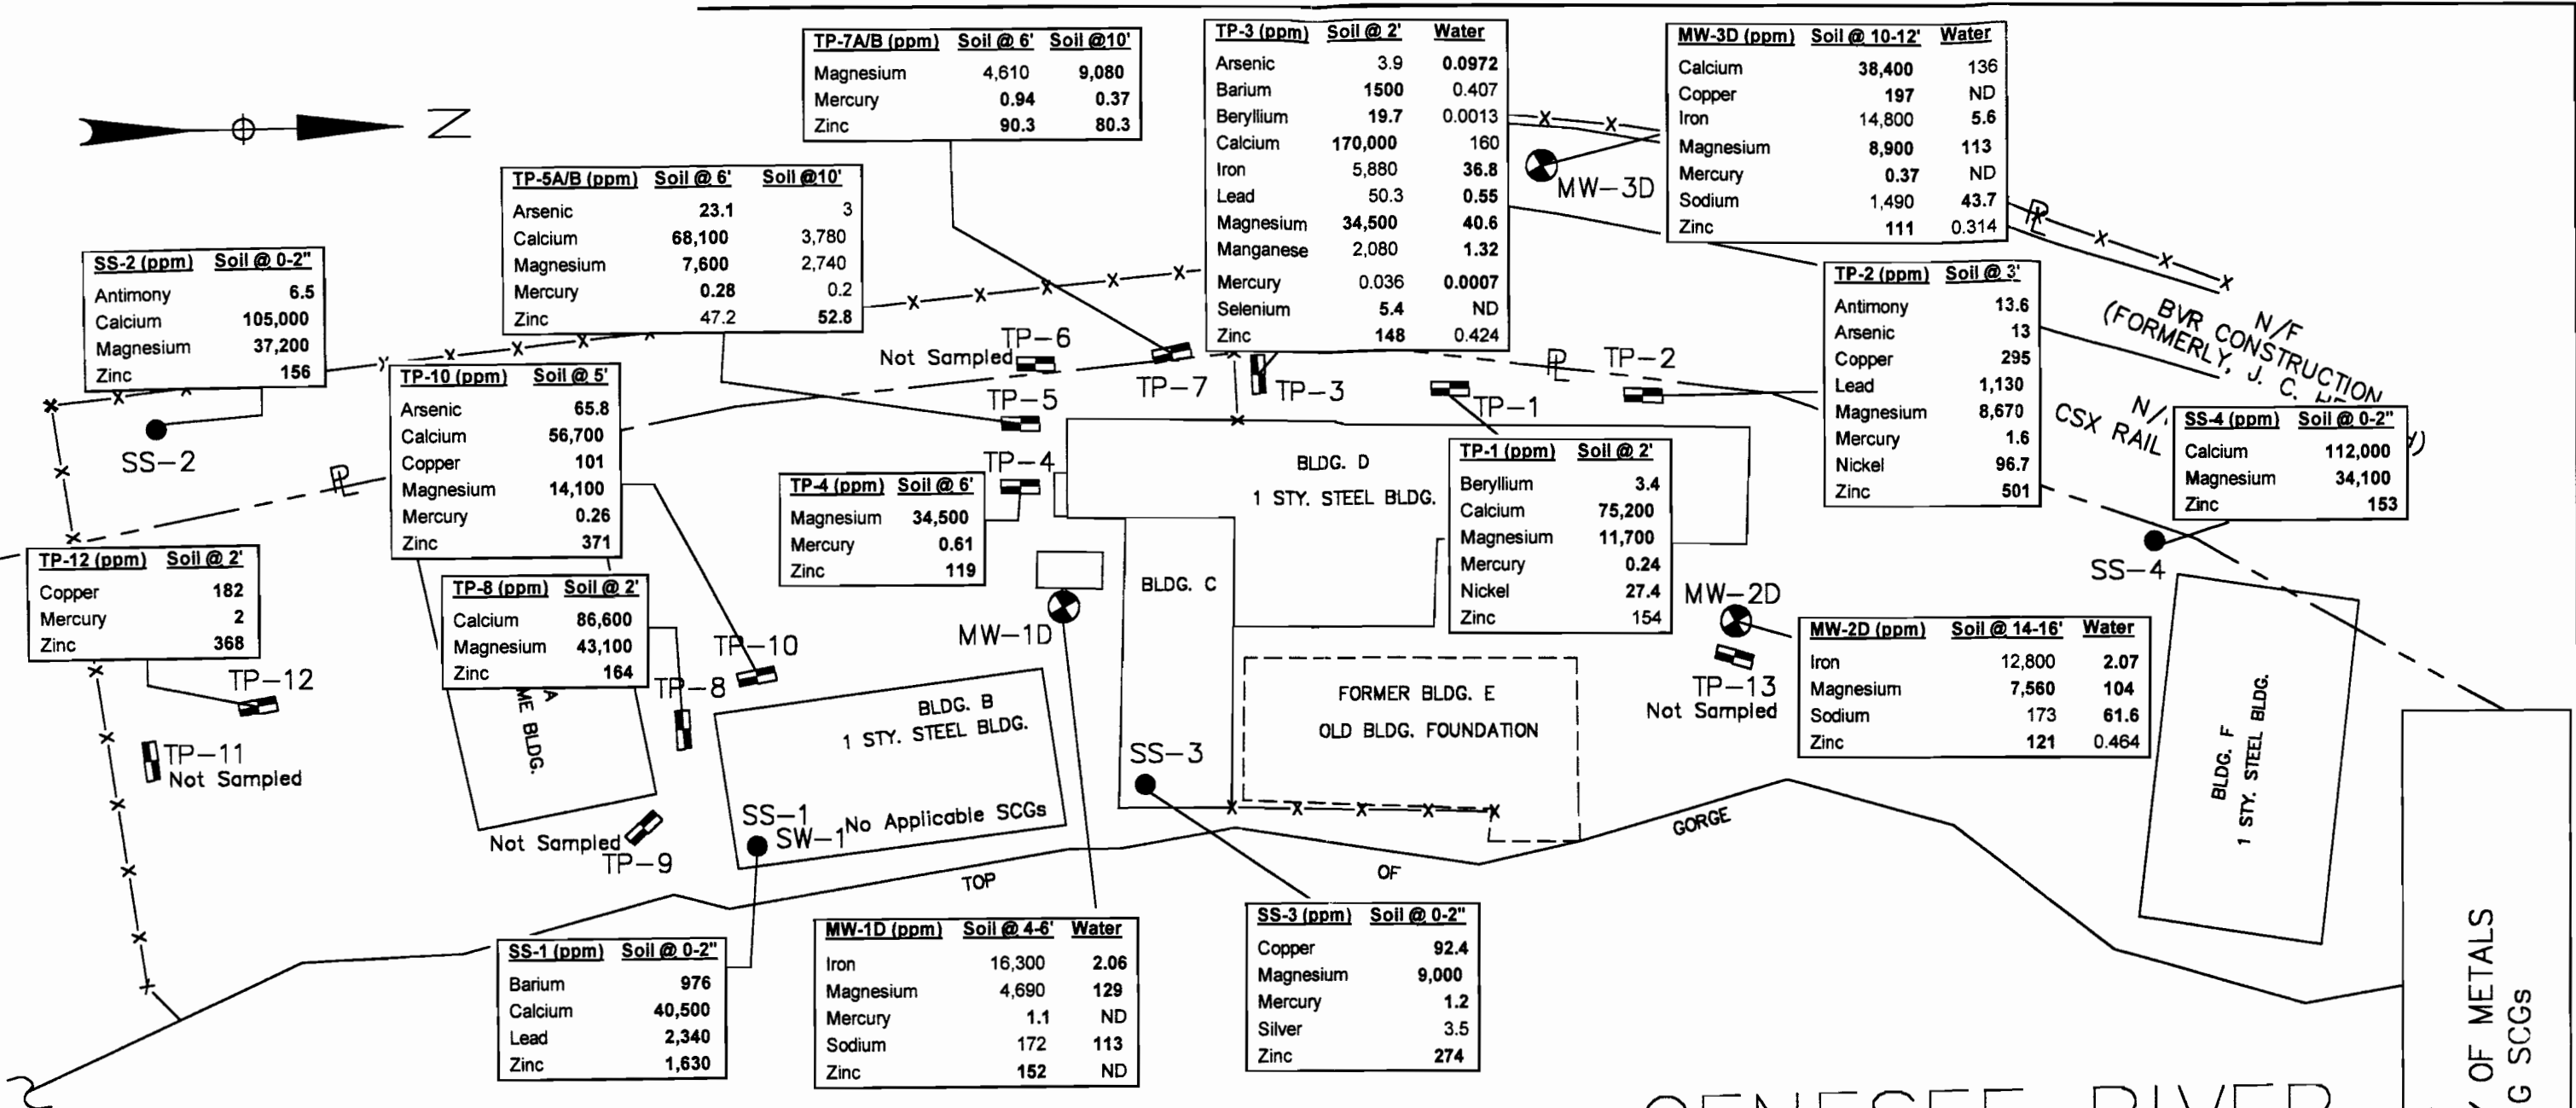 TP-7A/B (ppm) Soil @ 6' Soil @10'
Magnesium 4,610 9,080
Mercury 0.94 0.37
Zinc 90.3 80.3
TP-3 (ppm) Soil @ 2' Water
Arsenic 3.9 0.0972
Barium 1500 0.407
Beryllium 19.7 0.0013
Calcium 170,000 160
Iron 5,880 36.8
Lead 50.3 0.55
Magnesium 34,500 40.6
Manganese 2,080 1.32
Mercury 0.036 0.0007
Selenium 5.4 ND
Zinc 148 0.424
MW-3D (ppm) Soil @ 10-12' Water
Calcium 38,400 136
Copper 197 ND
Iron 14,800 5.6
Magnesium 8,900 113
Mercury 0.37 ND
Sodium 1,490 43.7
Zinc 111 0.314
N
MW-3D
TP-5A/B (ppm) Soil @ 6' Soil @10'
Arsenic 23.1 3
Calcium 68,100 3,780
Magnesium 7,600 2,740
Mercury 0.28 0.2
Zinc 47.2 52.8
SS-2 (ppm) Soil @ 0-2"
Antimony 6.5
Calcium 105,000
Magnesium 37,200
Zinc 156
SS-2
PL
TP-2 (ppm) Soil @ 3'
Antimony 13.6
Arsenic 13
Copper 295
Lead 1,130
Magnesium 8,670
Mercury 1.6
Nickel 96.7
Zinc 501
PL
N/F
BVR CONSTRUCTION
(FORMERLY, J. C.
CSX RAIL
SS-4 (ppm) Soil @ 0-2"
Calcium 112,000
Magnesium 34,100
Zinc 153
SS-4
TP-6
Not Sampled
TP-5
TP-4
TP-7
TP-3
TP-1
PL
TP-2
TP-10 (ppm) Soil @ 5'
Arsenic 65.8
Calcium 56,700
Copper 101
Magnesium 14,100
Mercury 0.26
Zinc 371
TP-4 (ppm) Soil @ 6'
Magnesium 34,500
Mercury 0.61
Zinc 119
BLDG. D
1 STY. STEEL BLDG.
TP-1 (ppm) Soil @ 2'
Beryllium 3.4
Calcium 75,200
Magnesium 11,700
Mercury 0.24
Nickel 27.4
Zinc 154
TP-12 (ppm) Soil @ 2'
Copper 182
Mercury 2
Zinc 368
TP-12
TP-11
Not Sampled
TP-8 (ppm) Soil @ 2'
Calcium 86,600
Magnesium 43,100
Zinc 164
TP-10
TP-8
A
ME BLDG.
Not Sampled
TP-9
MW-1D
BLDG. C
BLDG. B
1 STY. STEEL BLDG.
SS-1
SW-1
No Applicable SCGs
SS-3
FORMER BLDG. E
OLD BLDG. FOUNDATION
MW-2D
TP-13
Not Sampled
MW-2D (ppm) Soil @ 14-16' Water
Iron 12,800 2.07
Magnesium 7,560 104
Sodium 173 61.6
Zinc 121 0.464
BLDG. F
1 STY. STEEL BLDG.
TOP
OF
GORGE
SS-1 (ppm) Soil @ 0-2"
Barium 976
Calcium 40,500
Lead 2,340
Zinc 1,630
MW-1D (ppm) Soil @ 4-6' Water
Iron 16,300 2.06
Magnesium 4,690 129
Mercury 1.1 ND
Sodium 172 113
Zinc 152 ND
SS-3 (ppm) Soil @ 0-2"
Copper 92.4
Magnesium 9,000
Mercury 1.2
Silver 3.5
Zinc 274
GENESEE RIVER
OF METALS
G SCGs